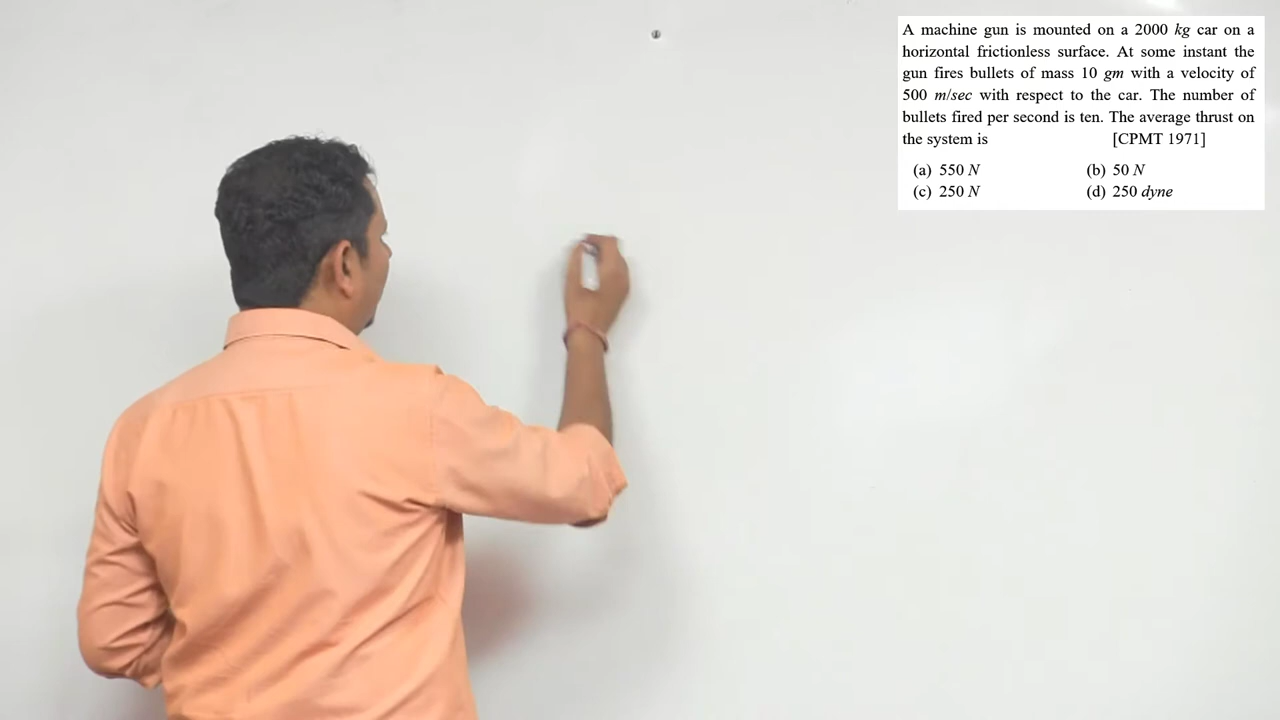 A machine gun is mounted on a 2000 kg car on a
horizontal frictionless surface. At some instant the
gun fires bullets of mass 10 gm with a velocity of
500 m/sec with respect to the car. The number of
bullets fired per second is ten. The average thrust on
the system is [CPMT 1971]
(a) 550 N (b) 50 N
(c) 250 N (d) 250 dyne